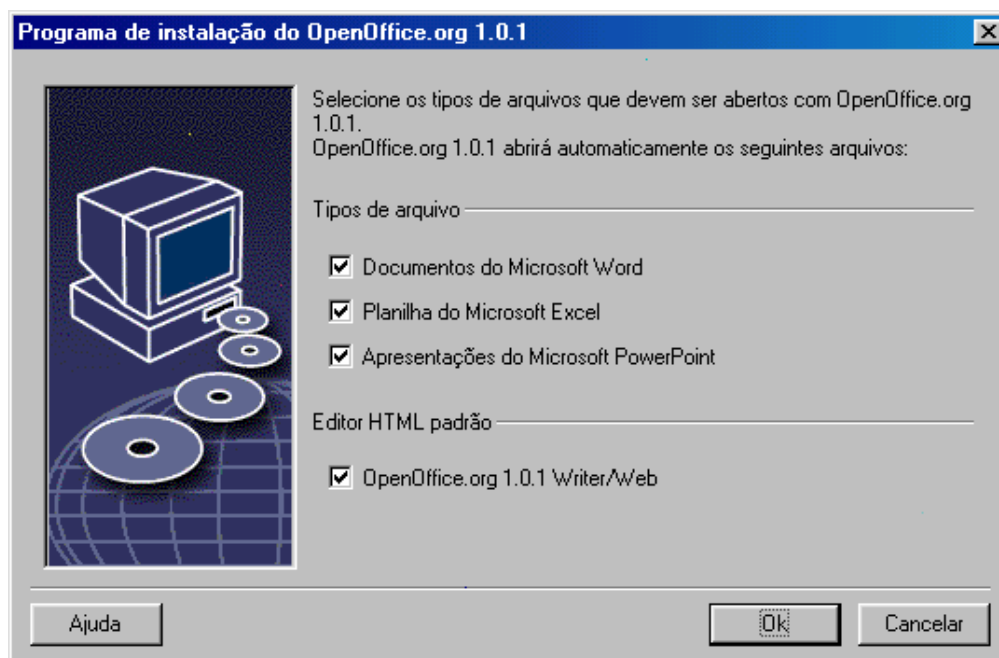 Programa de instalação do OpenOffice.org 1.0.1
Selecione os tipos de arquivos que devem ser abertos com OpenOffice.org
1.0.1.
OpenOffice.org 1.0.1 abrirá automaticamente os seguintes arquivos:
Tipos de arquivo
Documentos do Microsoft Word
Planilha do Microsoft Excel
Apresentações do Microsoft PowerPoint
Editor HTML padrão
OpenOffice.org 1.0.1 Writer/Web
Ajuda
Ok
Cancelar